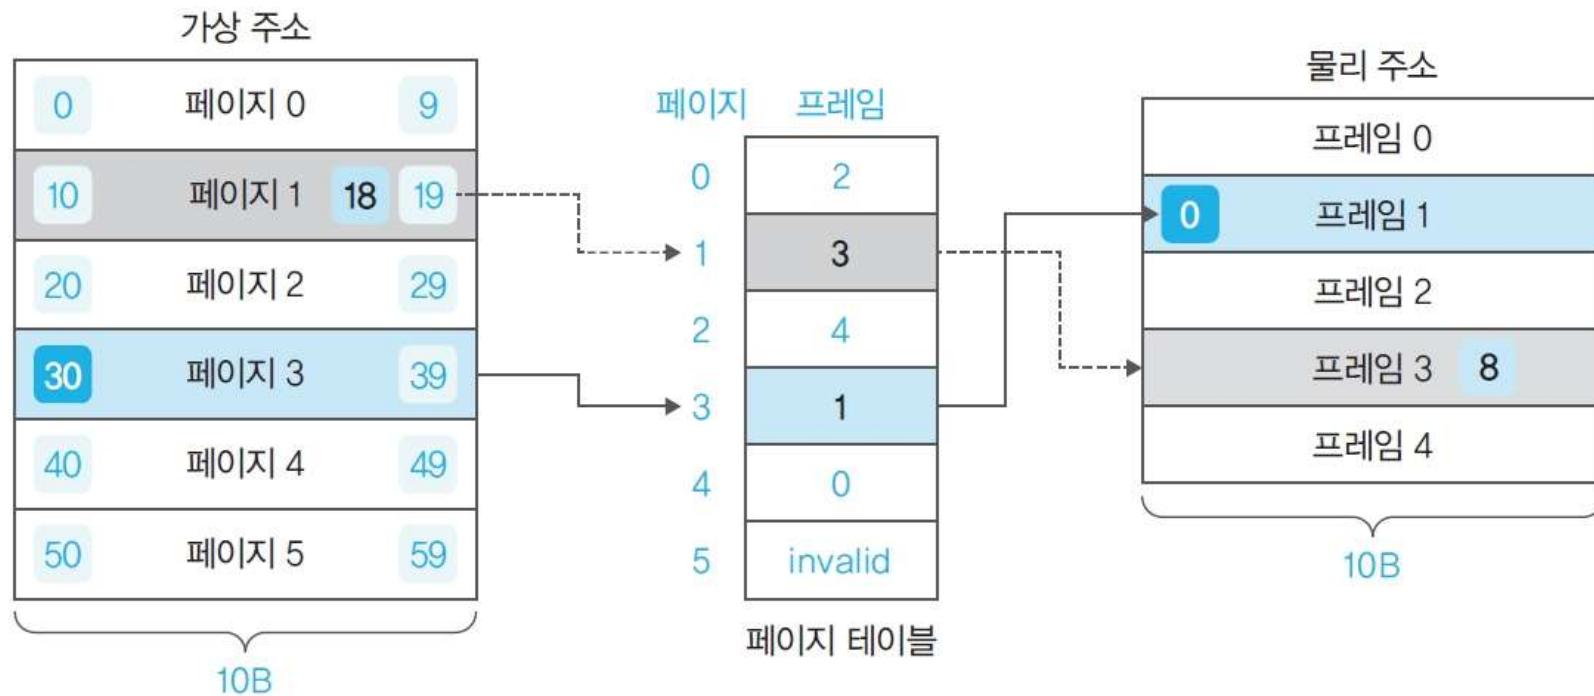 가상 주소
0 페이지 0 9
10 페이지 1 18 19
20 페이지 2 29
30 페이지 3 39
40 페이지 4 49
50 페이지 5 59
10B
페이지 프레임
0 2
1 3
2 4
3 1
4 0
5 invalid
페이지 테이블
물리 주소
프레임 0
0 프레임 1
프레임 2
프레임 3 8
프레임 4
10B